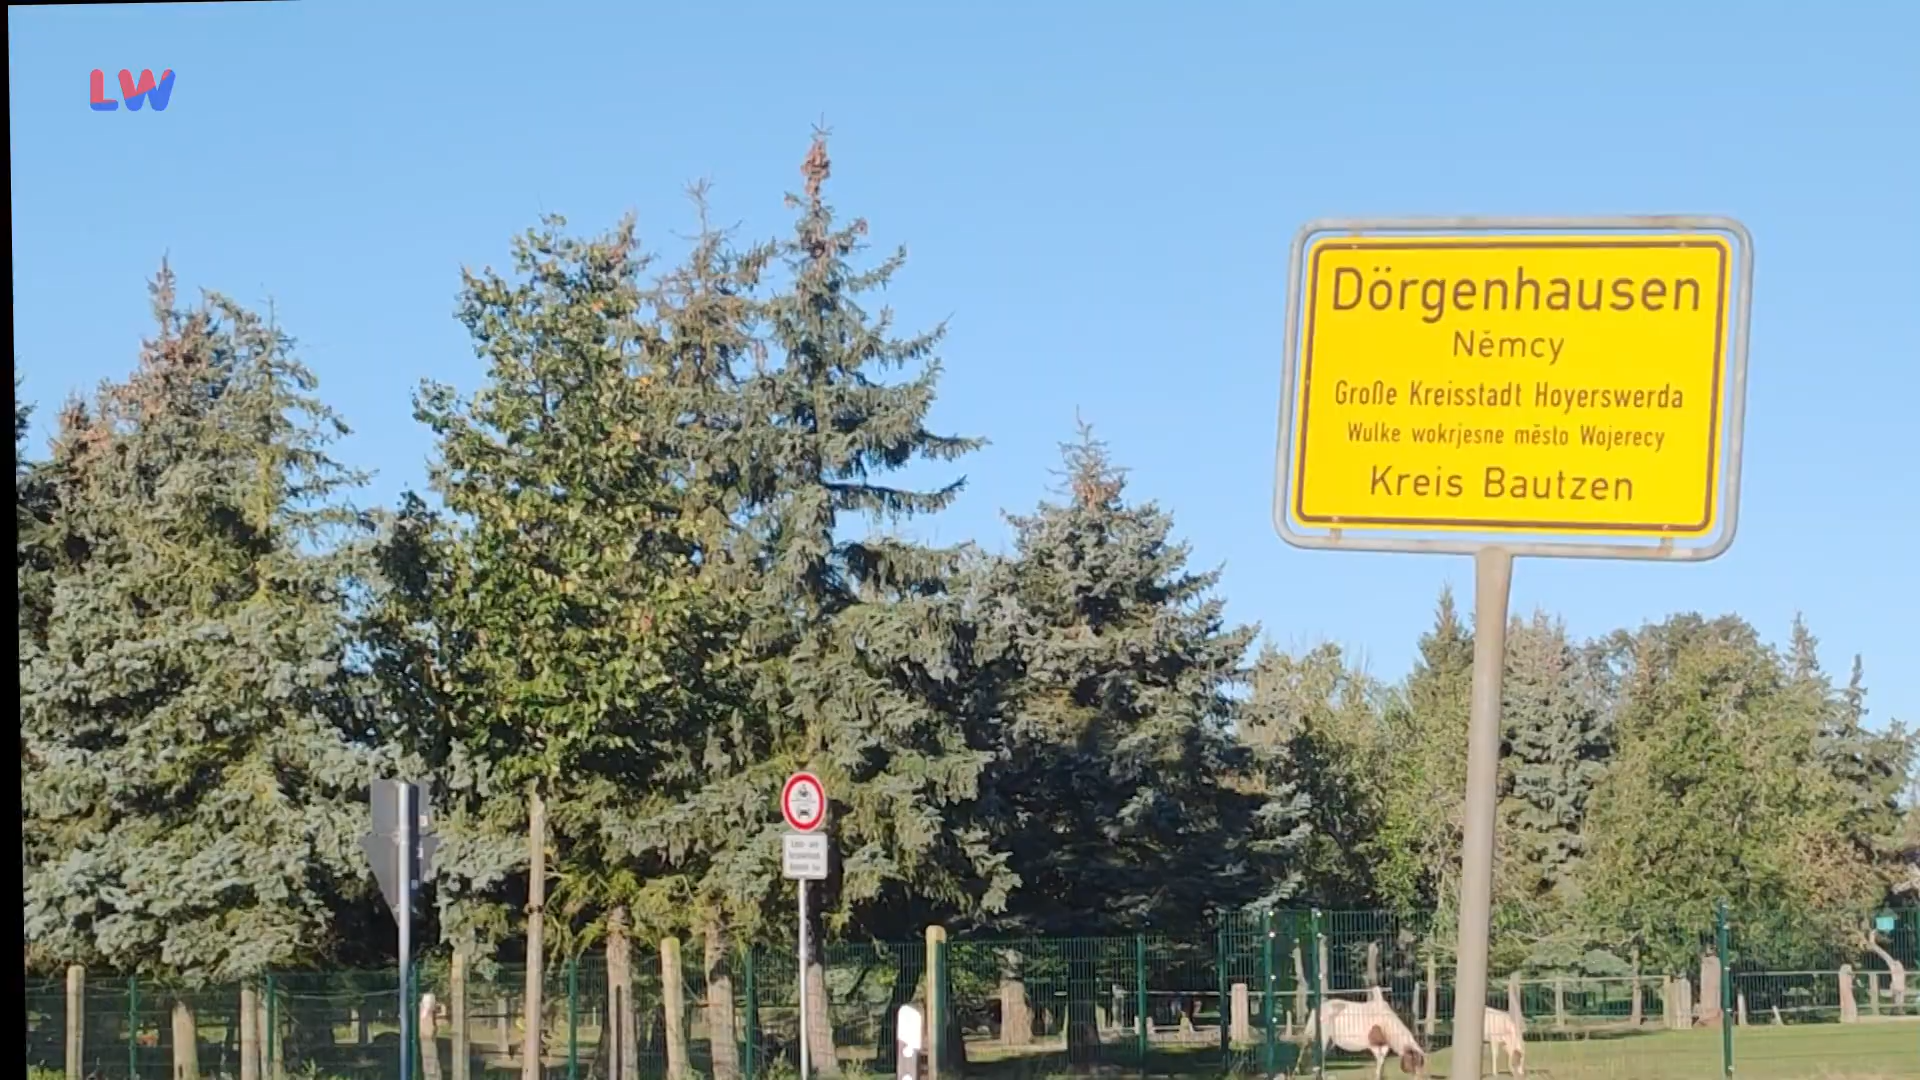 LW
Dörgenhausen
Němcy
Große Kreisstadt Hoyerswerda
Wulke wokrjesne město Wojerecy
Kreis Bautzen